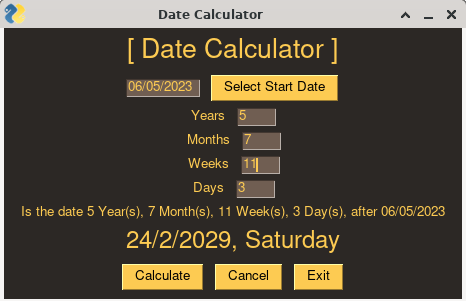 Date Calculator
[ Date Calculator ]
06/05/2023 Select Start Date
Years 5
Months 7
Weeks 11
Days 3
Is the date 5 Year(s), 7 Month(s), 11 Week(s), 3 Day(s), after 06/05/2023
24/2/2029, Saturday
Calculate Cancel Exit